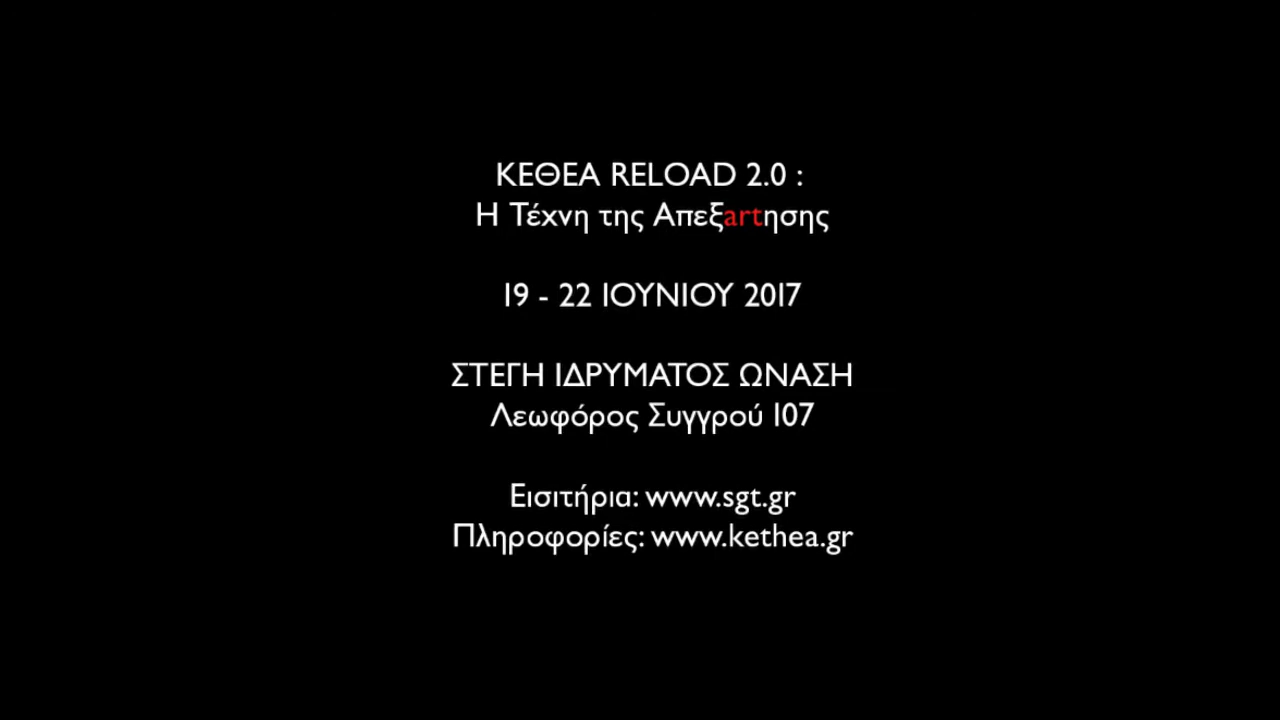 ΚΕΘΕΑ RELOAD 2.0 :
Η Τέχνη της Απεξartησης
19 - 22 ΙΟΥΝΙΟΥ 2017
ΣΤΕΓΗ ΙΔΡΥΜΑΤΟΣ ΩΝΑΣΗ
Λεωφόρος Συγγρού 107
Εισιτήρια: www.sgt.gr
Πληροφορίες: www.kethea.gr